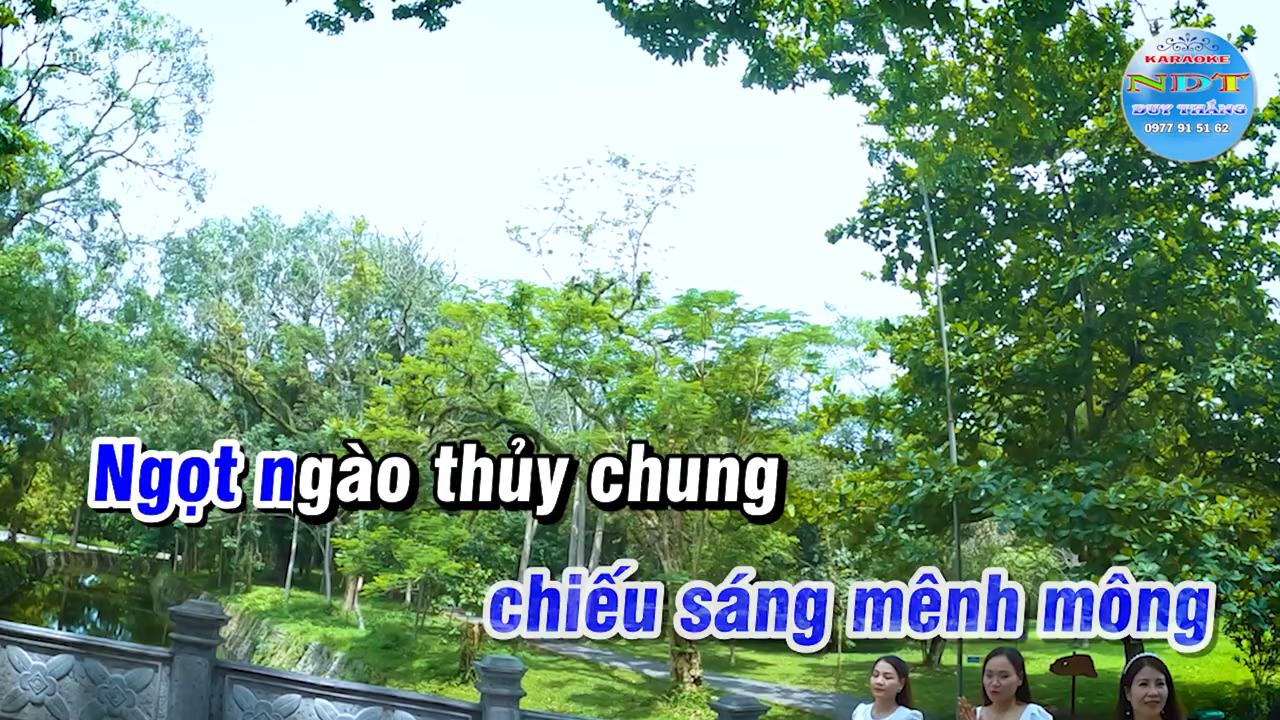 KARAOKE
NDT
DUY THẮNG
0977 91 51 62
Ngọt ngào thủy chung
chiếu sáng mênh mông